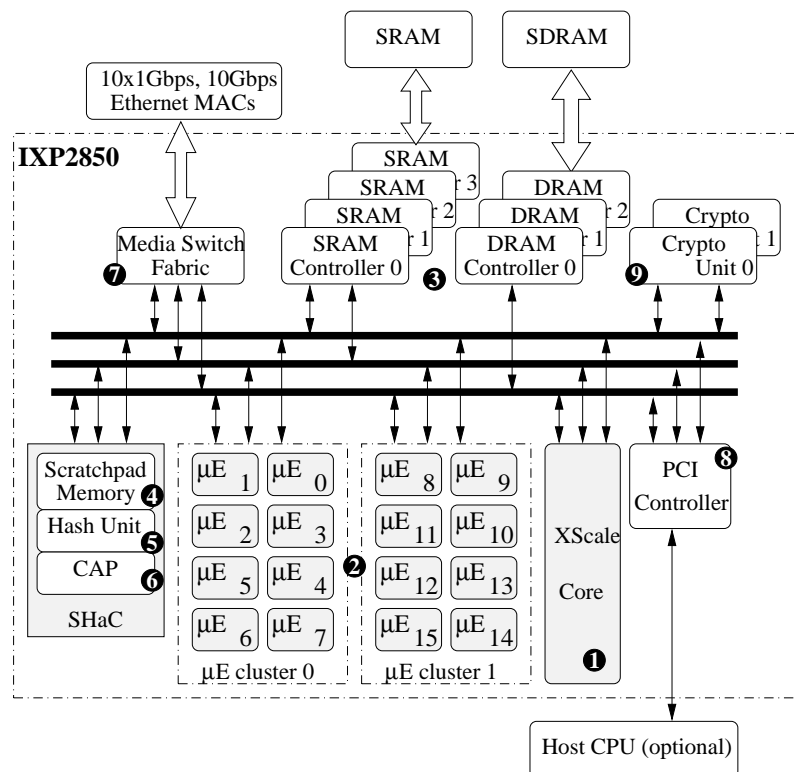 SRAM
SDRAM
10x1Gbps, 10Gbps
Ethernet MACs
IXP2850
SRAM
r 3
SRAM
r 2
SRAM
r 1
SRAM
Controller 0
DRAM
r 2
DRAM
r 1
DRAM
Controller 0
Crypto
t 1
Crypto
Unit 0
Media Switch
Fabric
7
3
9
Scratchpad
Memory
4
Hash Unit
5
CAP
6
SHaC
µE 1
µE 0
µE 2
µE 3
µE 5
µE 4
µE 6
µE 7
µE cluster 0
2
µE 8
µE 9
µE 11
µE 10
µE 12
µE 13
µE 15
µE 14
µE cluster 1
XScale
Core
1
PCI
Controller
8
Host CPU (optional)